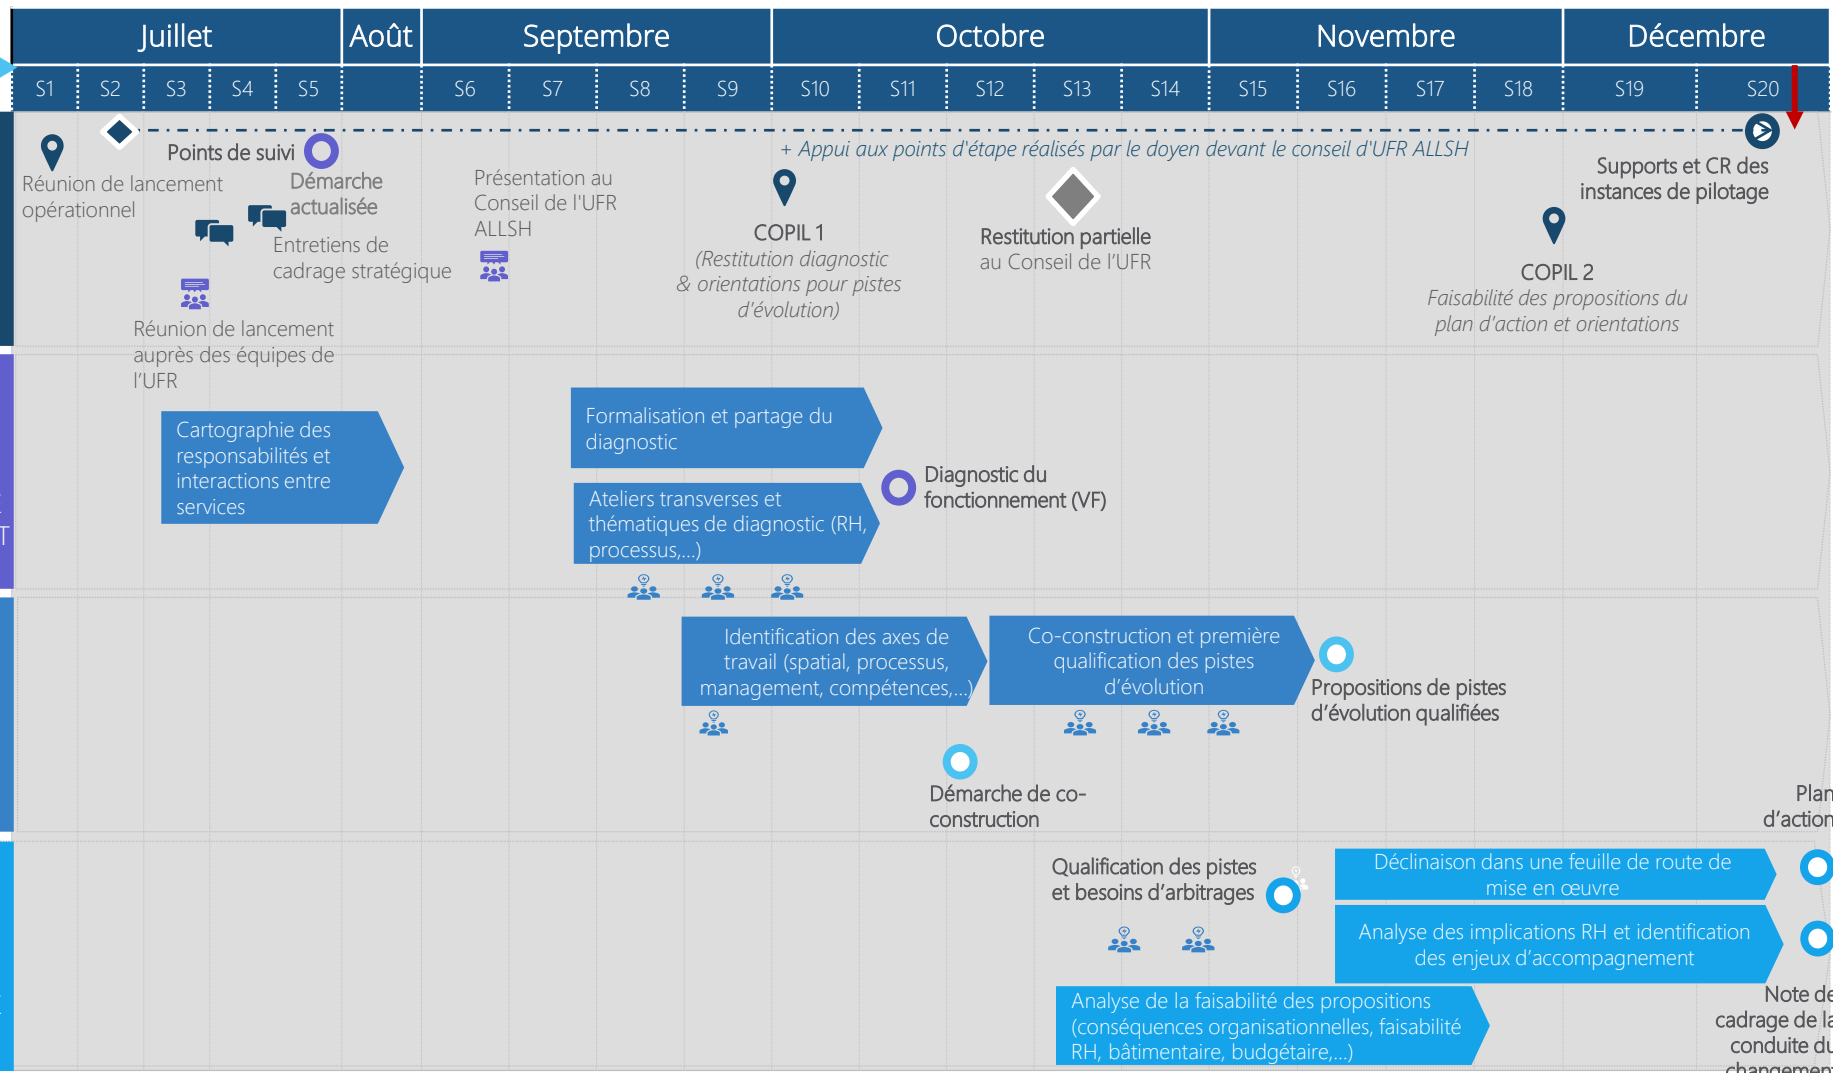 Juillet Août Septembre Octobre Novembre Décembre
S1 S2 S3 S4 S5 S6 S7 S8 S9 S10 S11 S12 S13 S14 S15 S16 S17 S18 S19 S20
Points de suivi
+ Appui aux points d'étape réalisés par le doyen devant le conseil d'UFR ALLSH
Réunion de lancement
opérationnel
Démarche
actualisée
Entretiens de
cadrage stratégique
Réunion de lancement
auprès des équipes de
l’UFR
Présentation au
Conseil de l'UFR
ALLSH
COPIL 1
(Restitution diagnostic
& orientations pour pistes
d'évolution)
Restitution partielle
au Conseil de l’UFR
COPIL 2
Faisabilité des propositions du
plan d'action et orientations
Supports et CR des
instances de pilotage
T
Cartographie des
responsabilités et
interactions entre
services
Formalisation et partage du
diagnostic
Ateliers transverses et
thématiques de diagnostic (RH,
processus,...)
Diagnostic du
fonctionnement (VF)
Identification des axes de
travail (spatial, processus,
management, compétences,...)
Co-construction et première
qualification des pistes
d’évolution
Propositions de pistes
d’évolution qualifiées
Démarche de co-
construction
Plan
d’action
Qualification des pistes
et besoins d’arbitrages
Déclinaison dans une feuille de route de
mise en œuvre
Analyse des implications RH et identification
des enjeux d’accompagnement
Analyse de la faisabilité des propositions
(conséquences organisationnelles, faisabilité
RH, bâtimentaire, budgétaire,...)
Note de
cadrage de la
conduite du
changement